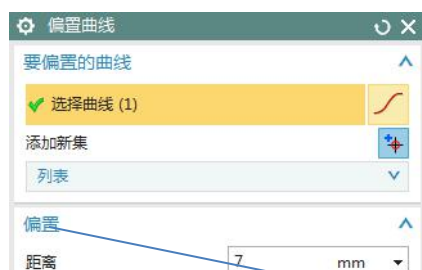 偏置曲线
要偏置的曲线
选择曲线 (1)
添加新集
列表
偏置
距离 7 mm